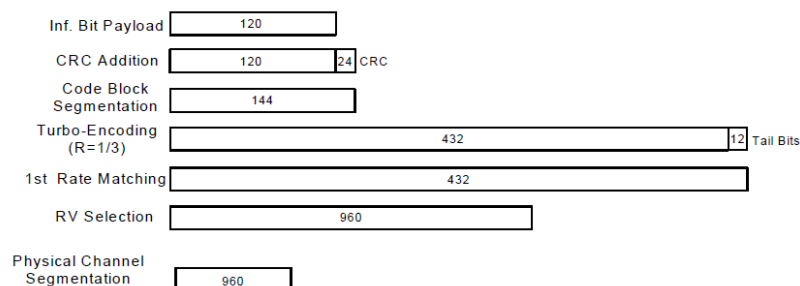 Inf. Bit Payload 120
CRC Addition 120 24 CRC
Code Block
Segmentation 144
Turbo-Encoding
(R=1/3) 432 12 Tail Bits
1st Rate Matching 432
RV Selection 960
Physical Channel
Segmentation 960